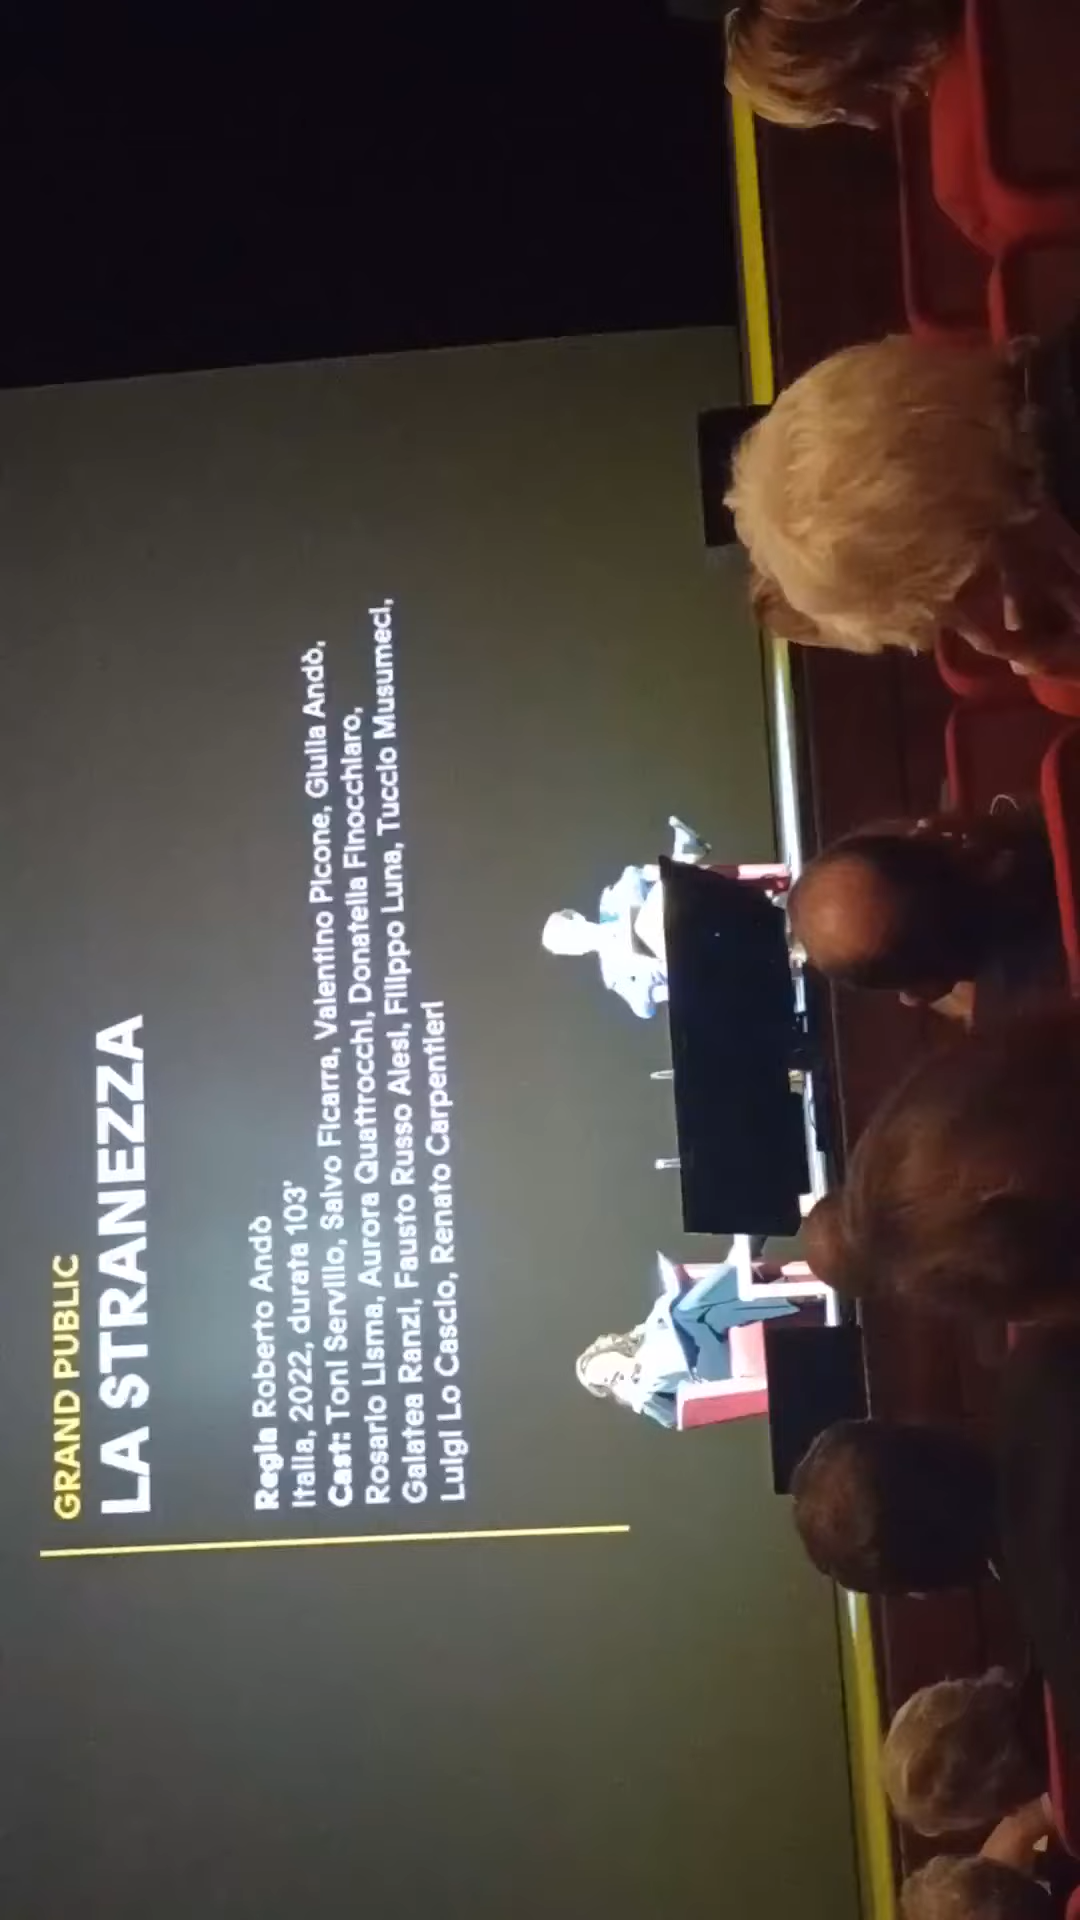 GRAND PUBLIC
LA STRANEZZA
Regia Roberto Andò
Italia, 2022, durata 103'
Cast: Toni Servillo, Salvo Ficarra, Valentino Picone, Giulia Andò,
Rosario Lisma, Aurora Quattrocchi, Donatella Finocchiaro,
Galatea Ranzi, Fausto Russo Alesi, Filippo Luna, Tuccio Musumeci,
Luigi Lo Cascio, Renato Carpentieri